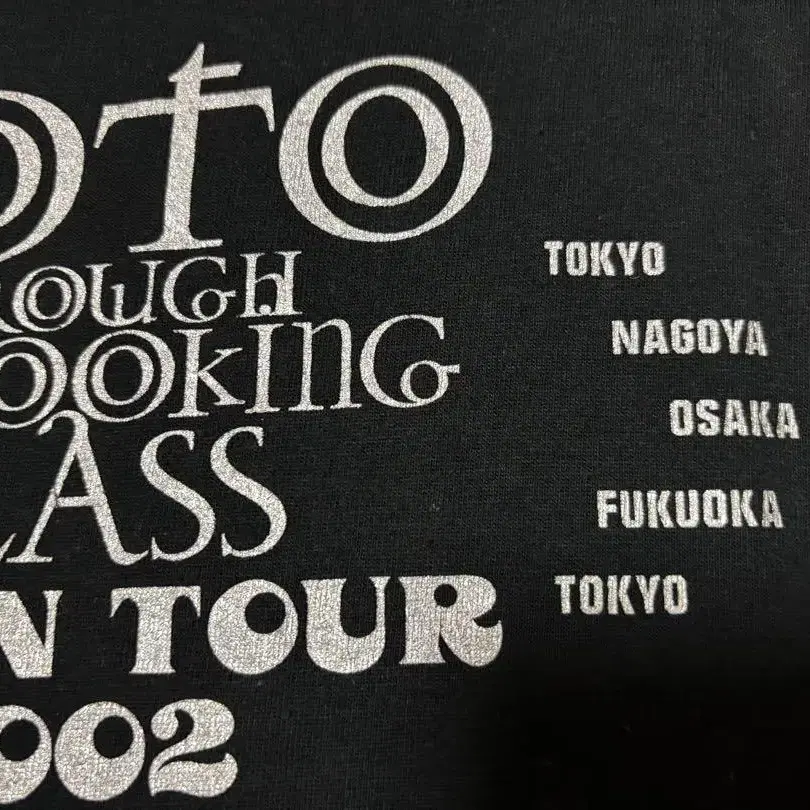 OTO
ROUGH
OOKING
LASS
N TOUR
002
TOKYO
NAGOYA
OSAKA
FUKUOKA
TOKYO